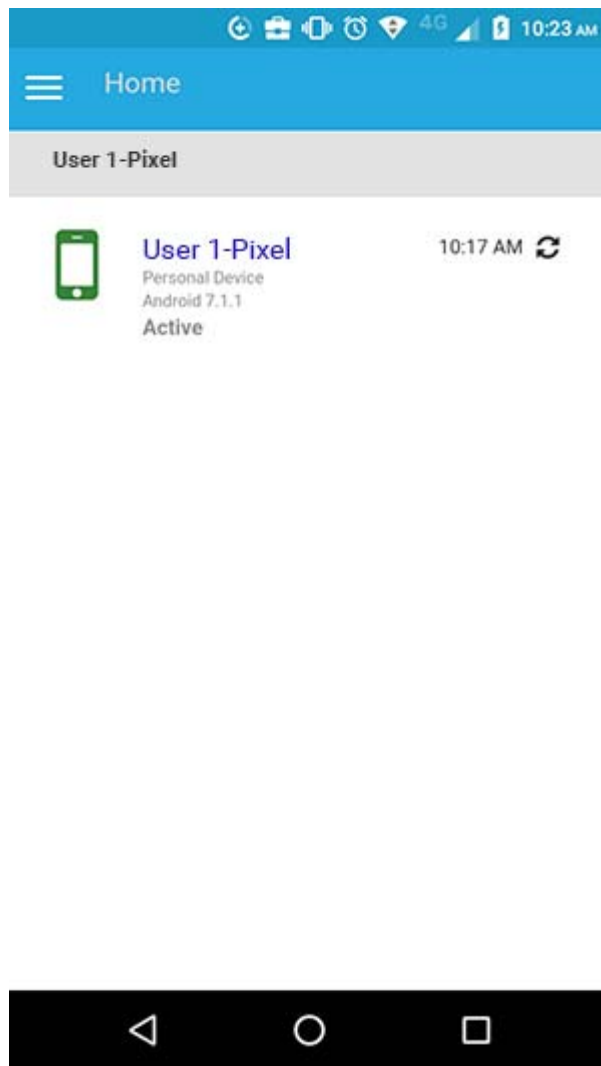 4G 10:23 AM
Home
User 1-Pixel
User 1-Pixel 10:17 AM
Personal Device
Android 7.1.1
Active